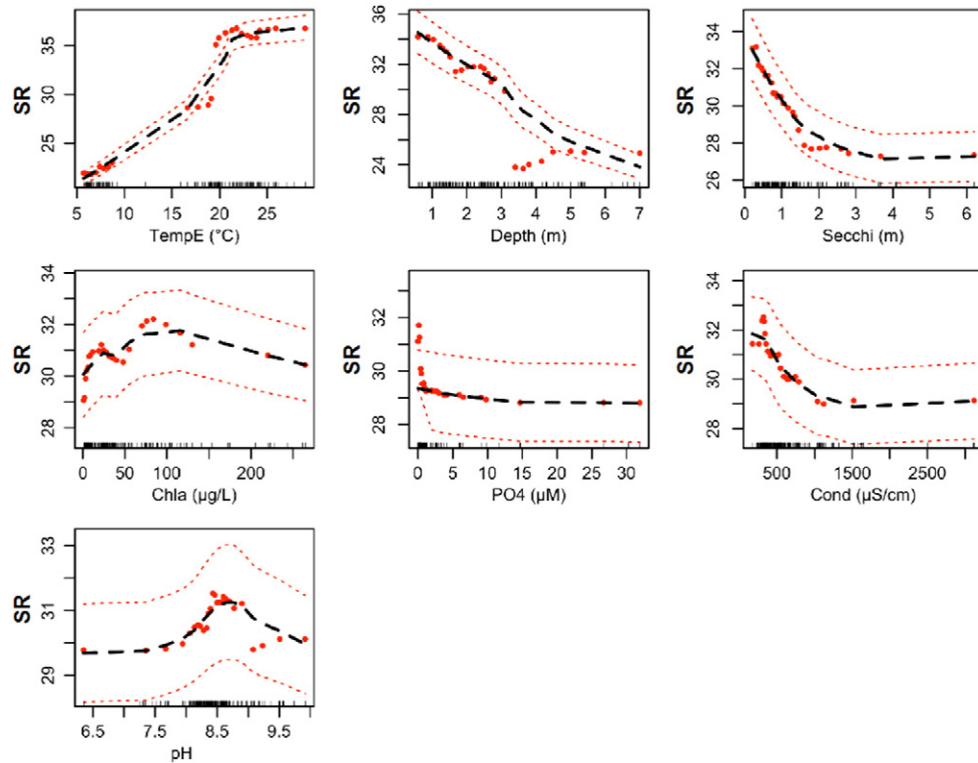 SR
35
30
25
5 10 15 20 25
TempE (°C)
SR
36
32
28
24
1 2 3 4 5 6 7
Depth (m)
SR
34
32
30
28
26
0 1 2 3 4 5 6
Secchi (m)
SR
34
32
30
28
0 50 100 200
Chla (µg/L)
SR
33
31
29
28
0 5 10 15 20 25 30
PO4 (µM)
SR
34
32
30
28
500 1500 2500
Cond (µS/cm)
SR
33
31
29
6.5 7.5 8.5 9.5
pH